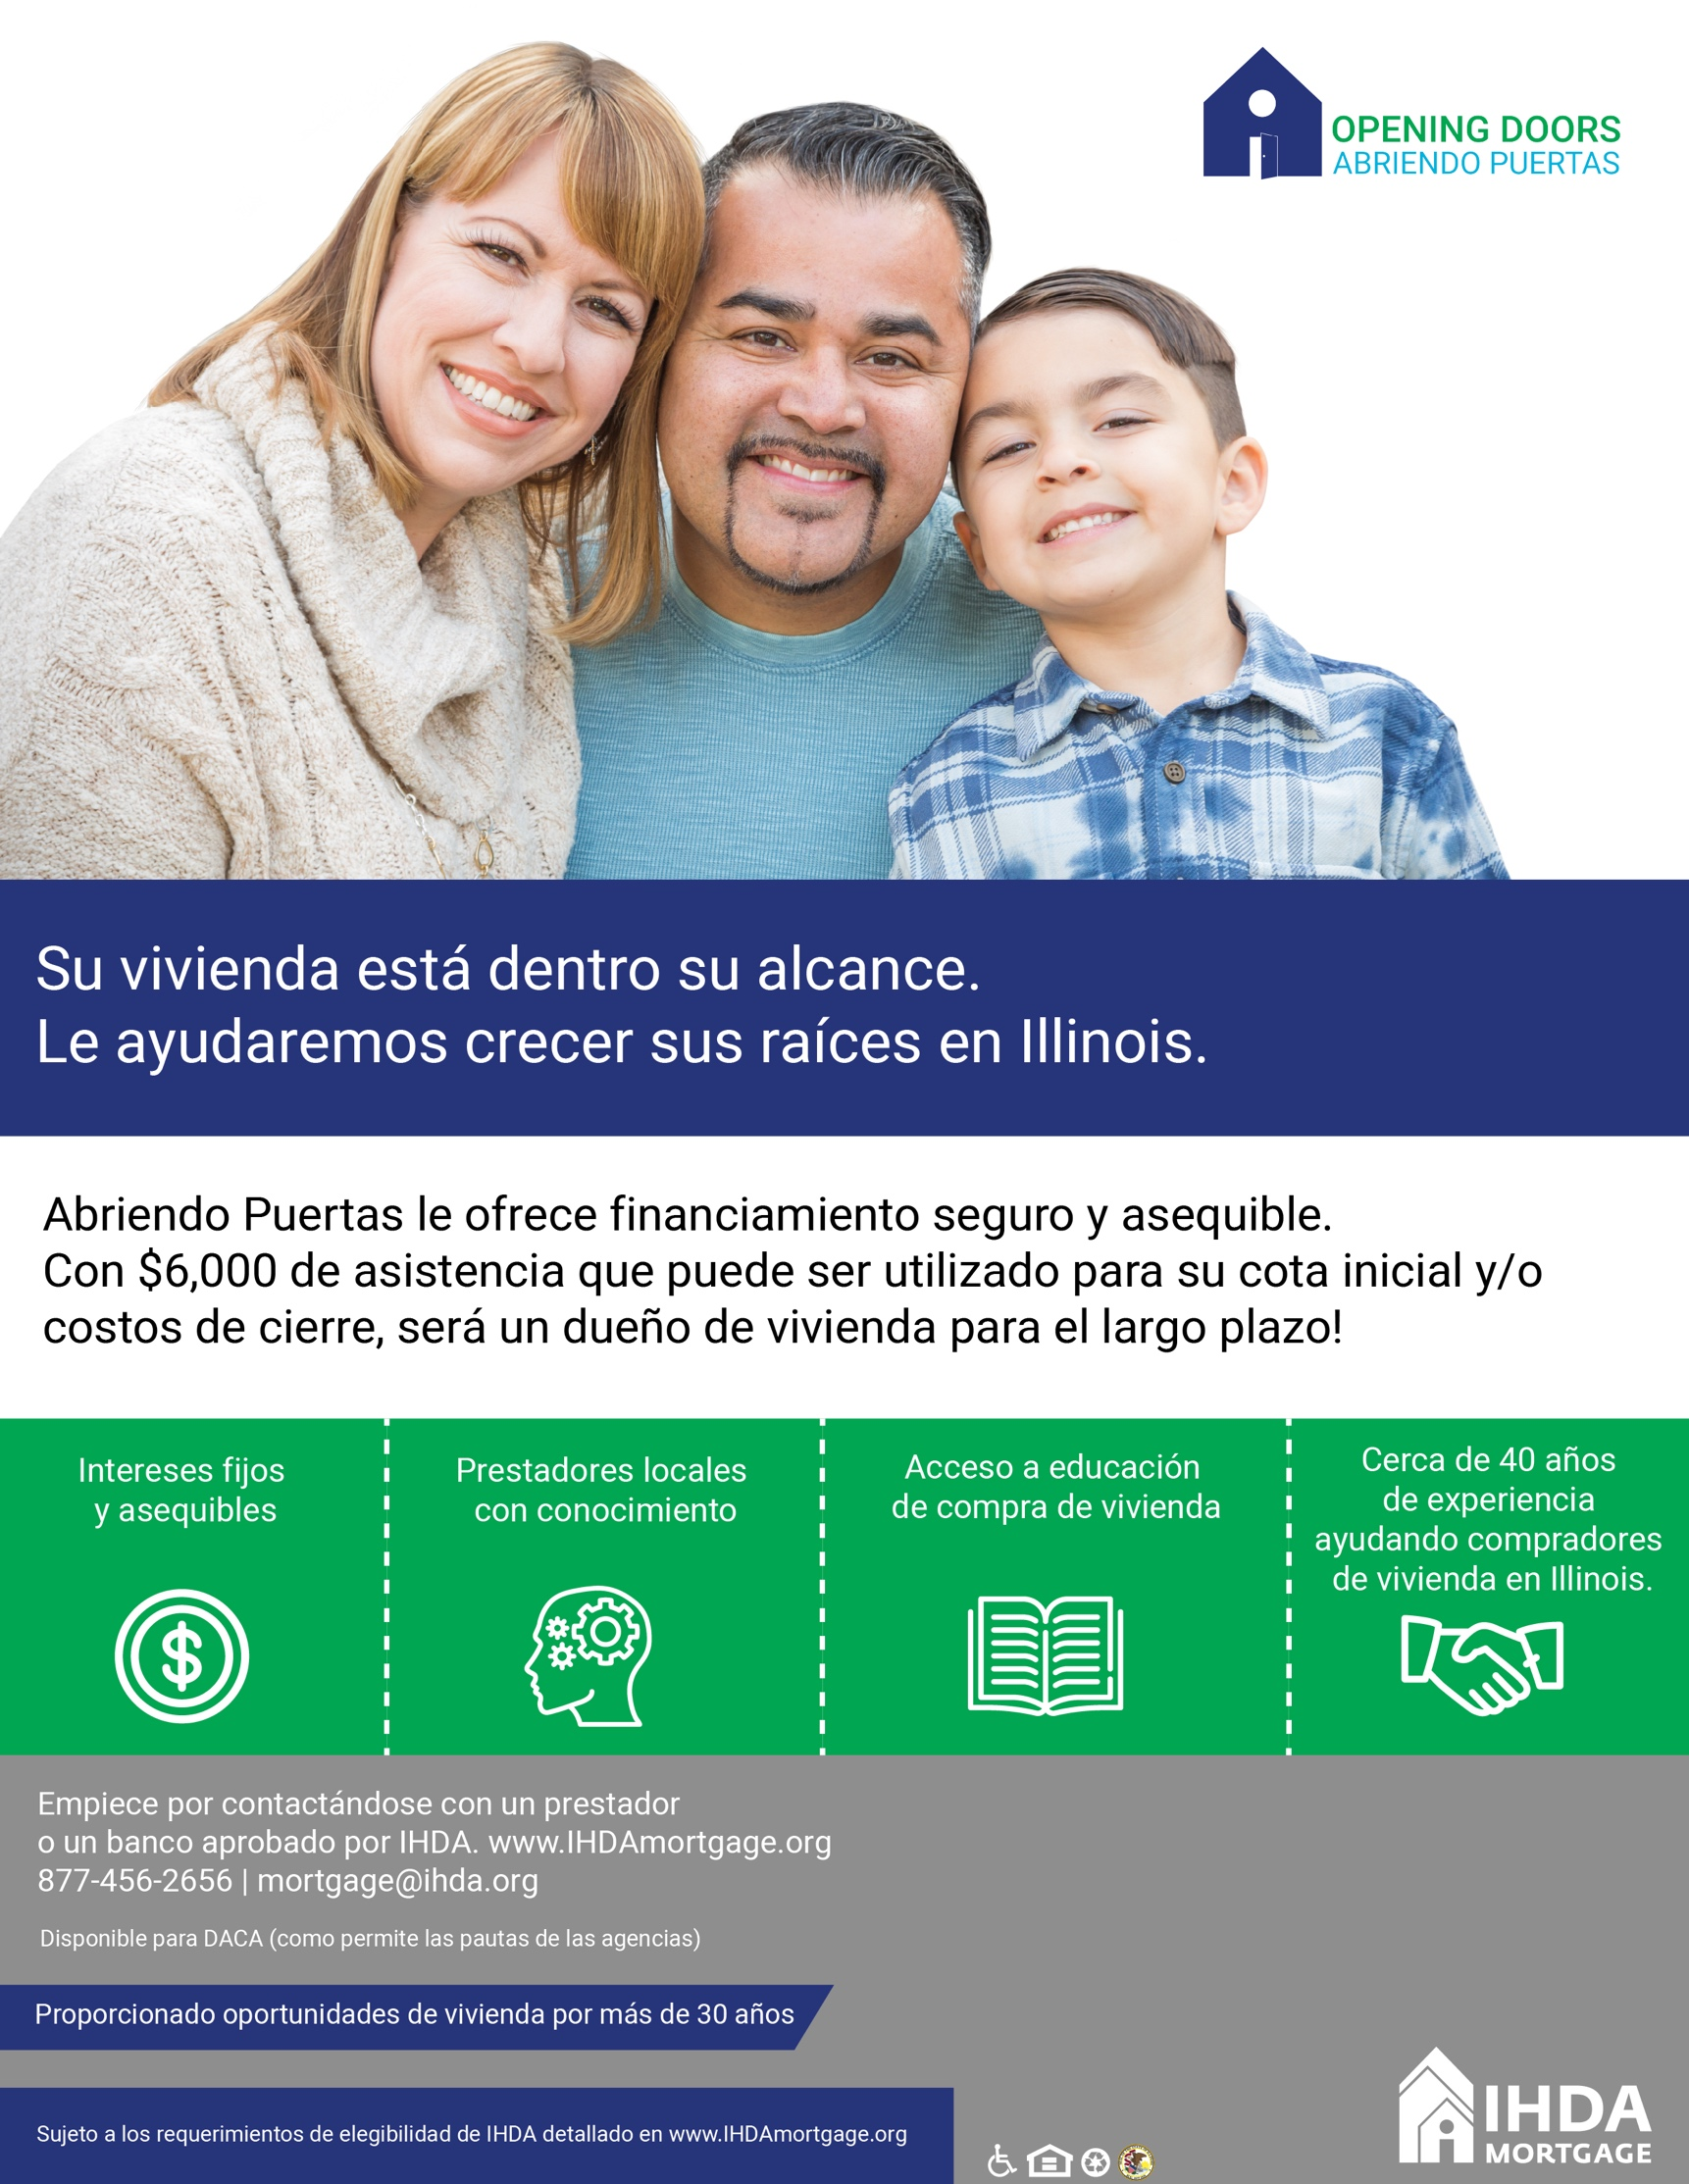 OPENING DOORS
ABRIENDO PUERTAS
Su vivienda está dentro su alcance.
Le ayudaremos crecer sus raíces en Illinois.
Abriendo Puertas le ofrece financiamiento seguro y asequible.
Con $6,000 de asistencia que puede ser utilizado para su cota inicial y/o
costos de cierre, será un dueño de vivienda para el largo plazo!
Intereses fijos
y asequibles
Prestadores locales
con conocimiento
Acceso a educación
de compra de vivienda
Cerca de 40 años
de experiencia
ayudando compradores
de vivienda en Illinois.
Empiece por contactándose con un prestador
o un banco aprobado por IHDA. www.IHDAmortgage.org
877-456-2656 | mortgage@ihda.org
Disponible para DACA (como permite las pautas de las agencias)
Proporcionado oportunidades de vivienda por más de 30 años
Sujeto a los requerimientos de elegibilidad de IHDA detallado en www.IHDAmortgage.org
IHDA
MORTGAGE